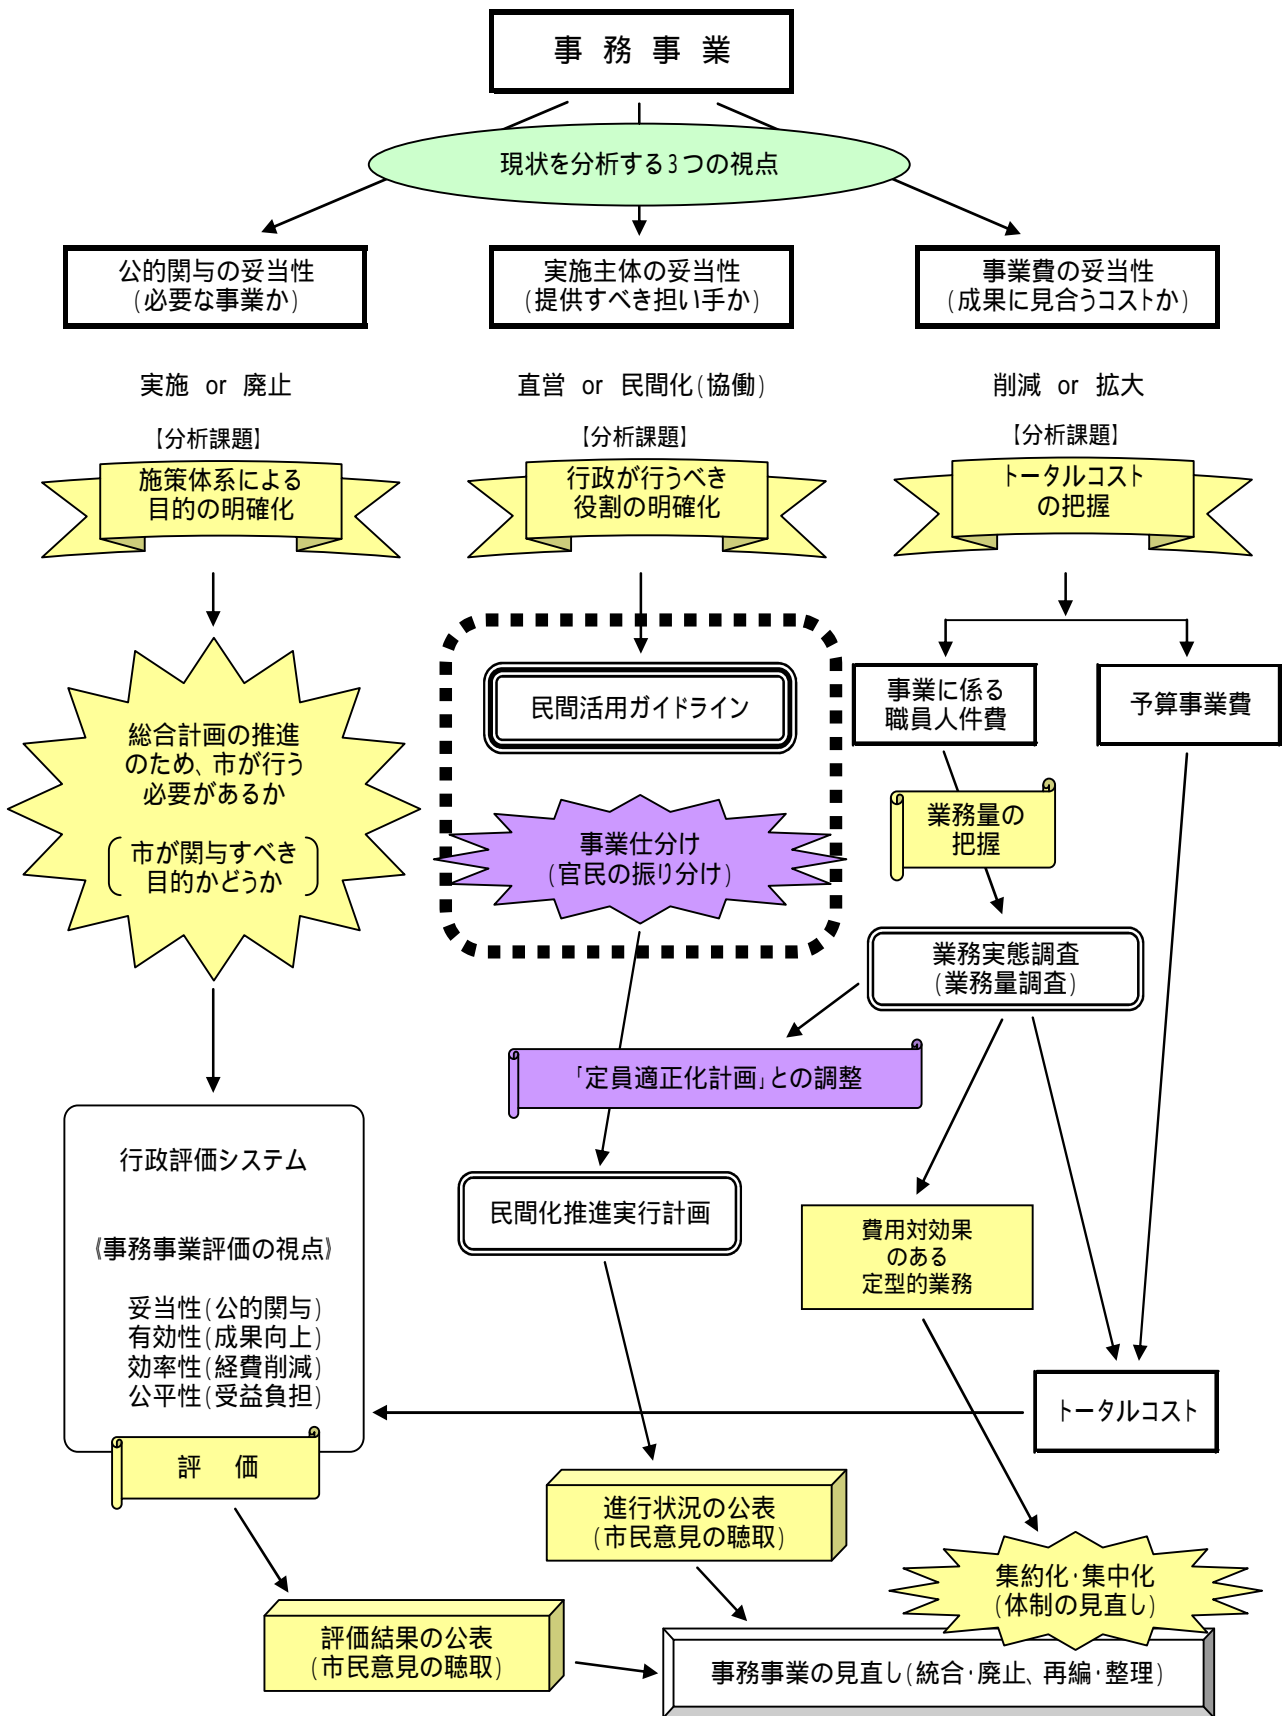 事務事業
現状を分析する3つの視点
公的関与の妥当性
(必要な事業か)
実施主体の妥当性
(提供すべき担い手か)
事業費の妥当性
(成果に見合うコストか)
実施 or 廃止
直営 or 民間化(協働)
削減 or 拡大
【分析課題】
【分析課題】
【分析課題】
施策体系による
目的の明確化
行政が行うべき
役割の明確化
トータルコスト
の把握
総合計画の推進
のため、市が行う
必要があるか
市が関与すべき
目的かどうか
民間活用ガイドライン
事業仕分け
(官民の振り分け)
事業に係る
職員人件費
予算事業費
業務量の
把握
業務実態調査
(業務量調査)
「定員適正化計画」との調整
行政評価システム
《事務事業評価の視点》
妥当性(公的関与)
有効性(成果向上)
効率性(経費削減)
公平性(受益負担)
評 価
民間化推進実行計画
費用対効果
のある
定型的業務
トータルコスト
進行状況の公表
(市民意見の聴取)
集約化・集中化
(体制の見直し)
評価結果の公表
(市民意見の聴取)
事務事業の見直し(統合・廃止、再編・整理)